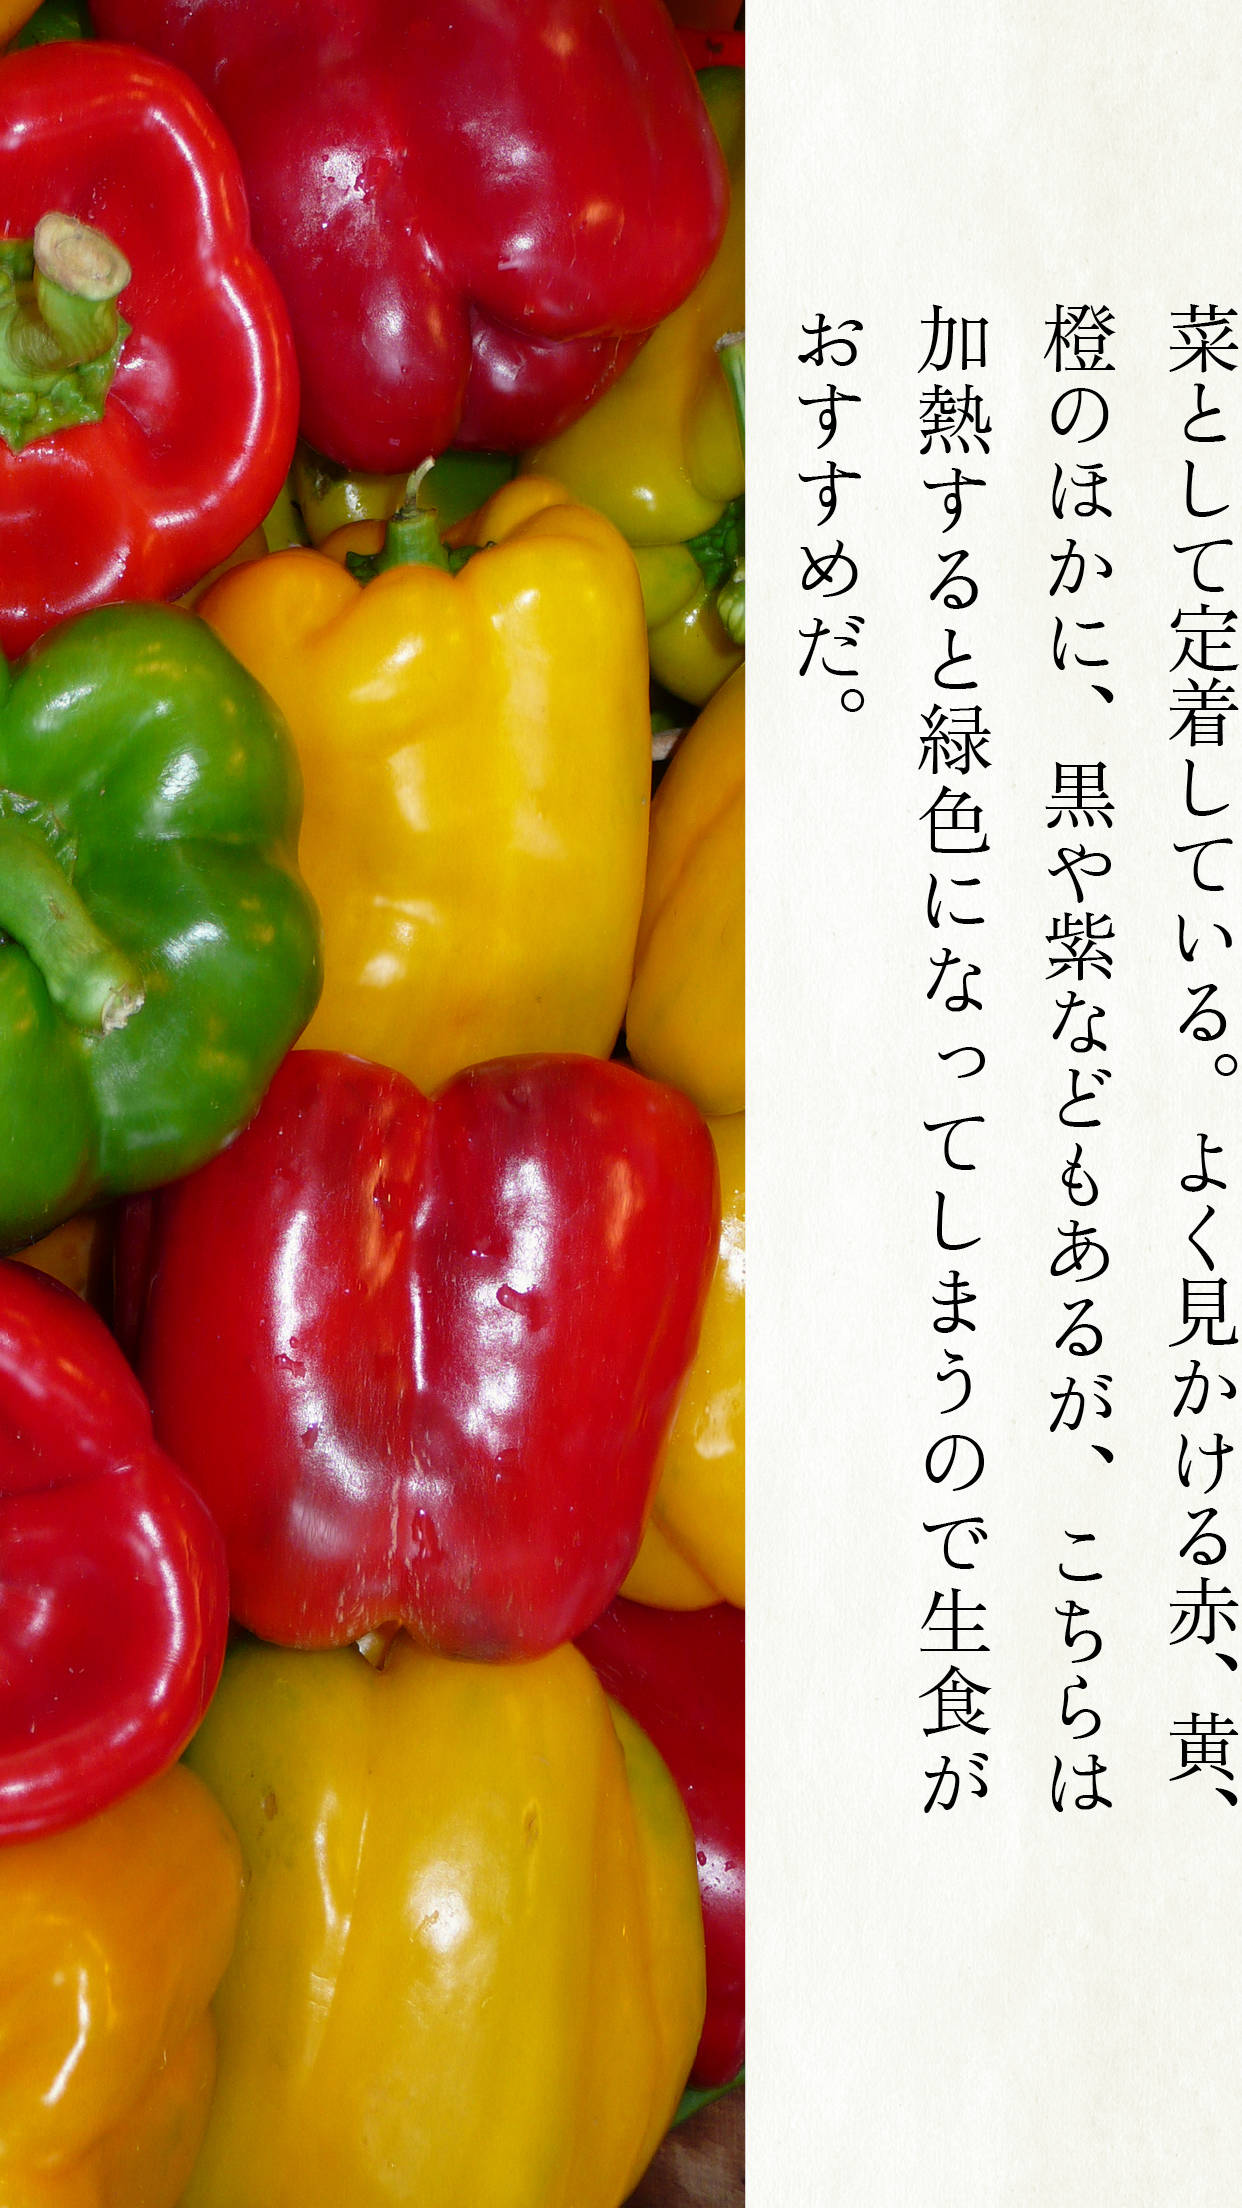 菜として定着している。よく見かける赤、黄、
橙のほかに、黒や紫などもあるが、こちらは
加熱すると緑色になってしまうので生食が
おすすめだ。